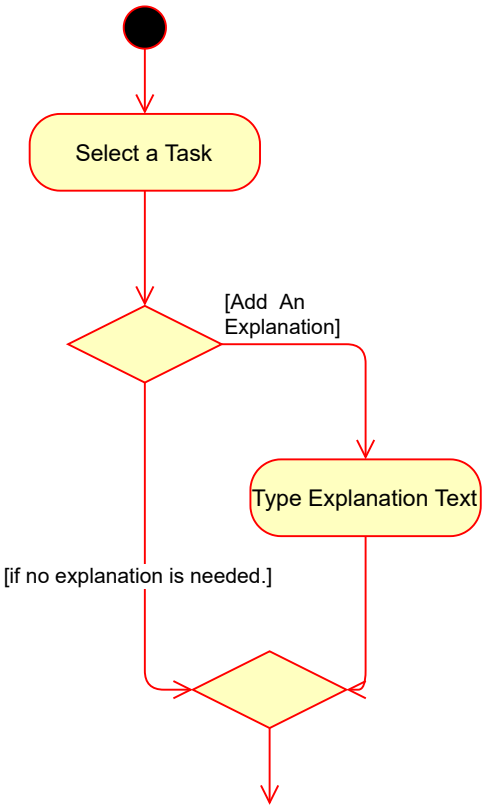 Select a Task
[Add  An
Explanation]
Type Explanation Text
[if no explanation is needed.]